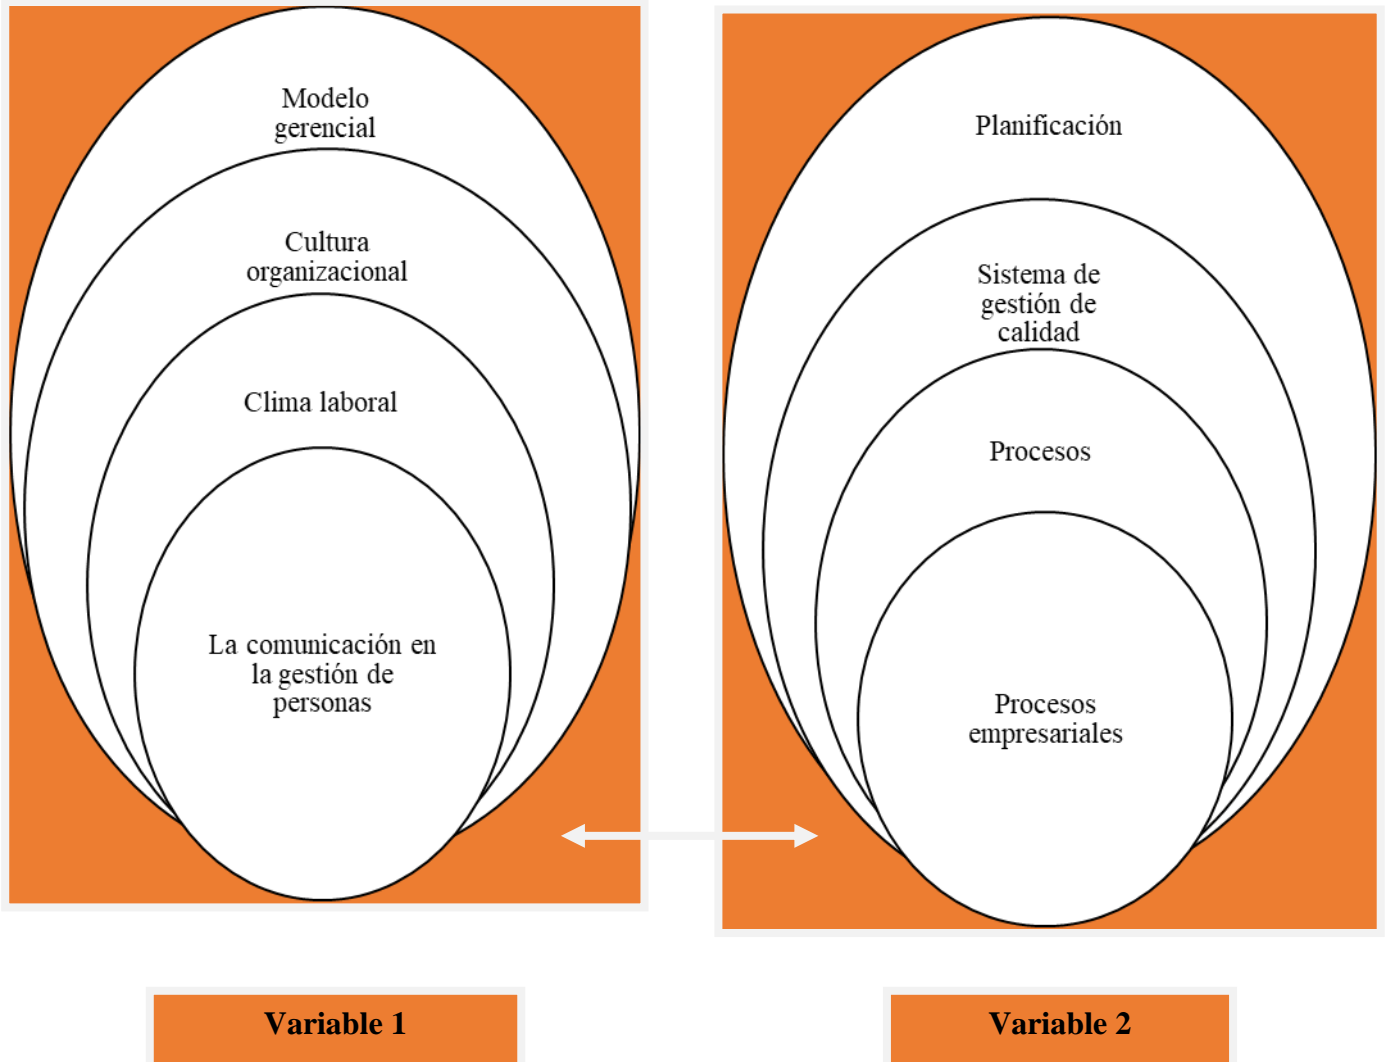 Modelo
gerencial
Cultura
organizacional
Clima laboral
La comunicación en
la gestión de
personas
Planificación
Sistema de
gestión de
calidad
Procesos
Procesos
empresariales
Variable 1
Variable 2